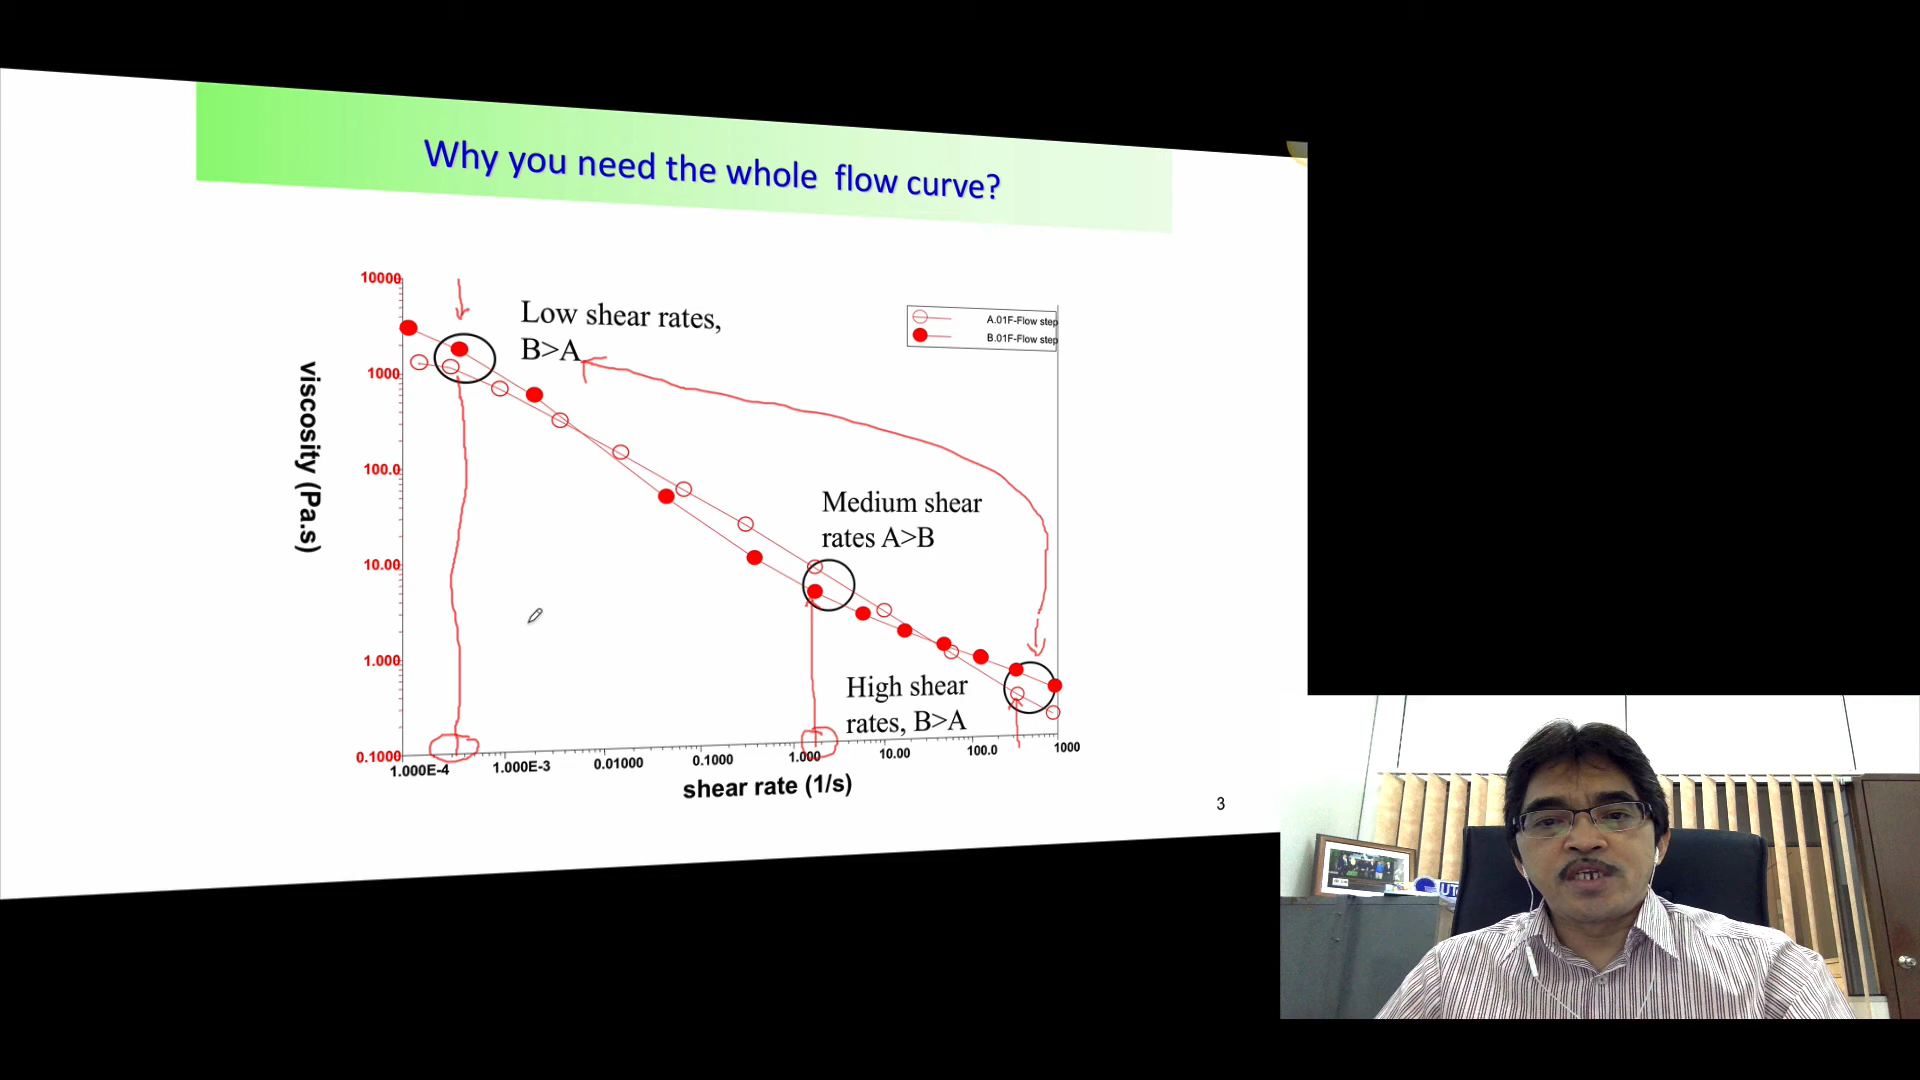 Why you need the whole flow curve?
10000
1000
100.0
10.00
1.000
0.1000
viscosity (Pa.s)
Low shear rates,
B>A
A.01F-Flow step
B.01F-Flow step
Medium shear
rates A>B
High shear
rates, B>A
1.000E-4
1.000E-3
0.01000
0.1000
1.000
10.00
100.0
1000
shear rate (1/s)
3